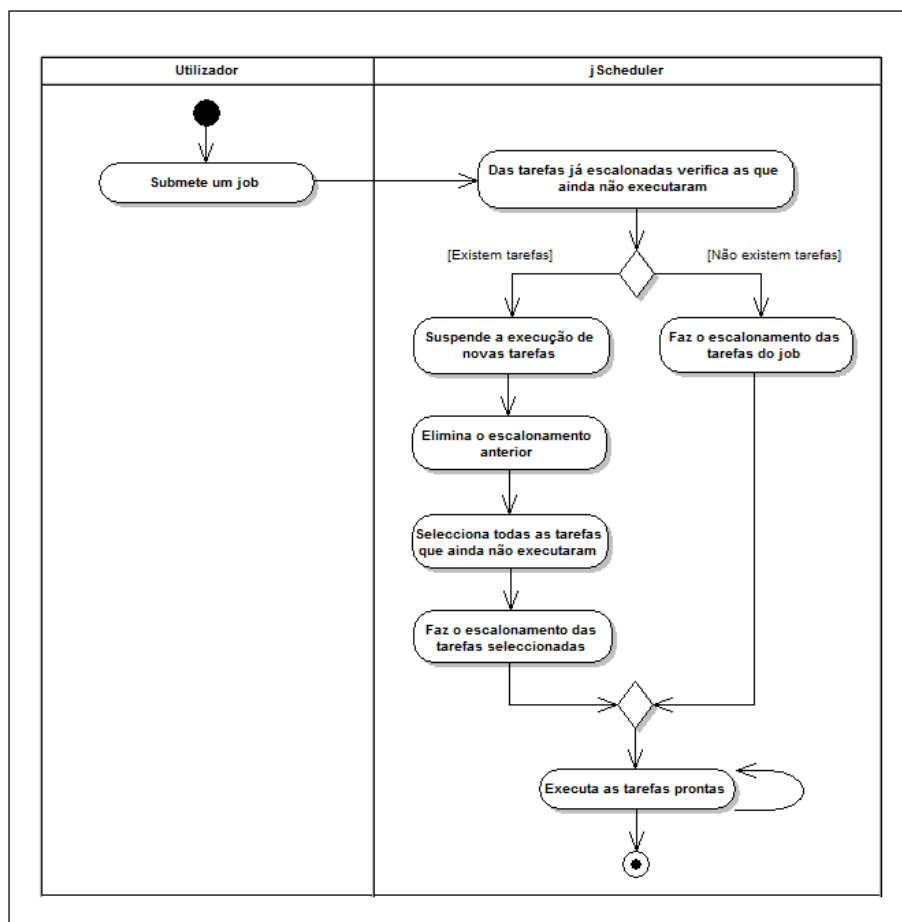 Utilizador
jScheduler
Submete um job
Das tarefas já escalonadas verifica as que
ainda não executaram
[Existem tarefas]
[Não existem tarefas]
Suspende a execução de
novas tarefas
Faz o escalonamento das
tarefas do job
Elimina o escalonamento
anterior
Selecciona todas as tarefas
que ainda não executaram
Faz o escalonamento das
tarefas seleccionadas
Executa as tarefas prontas